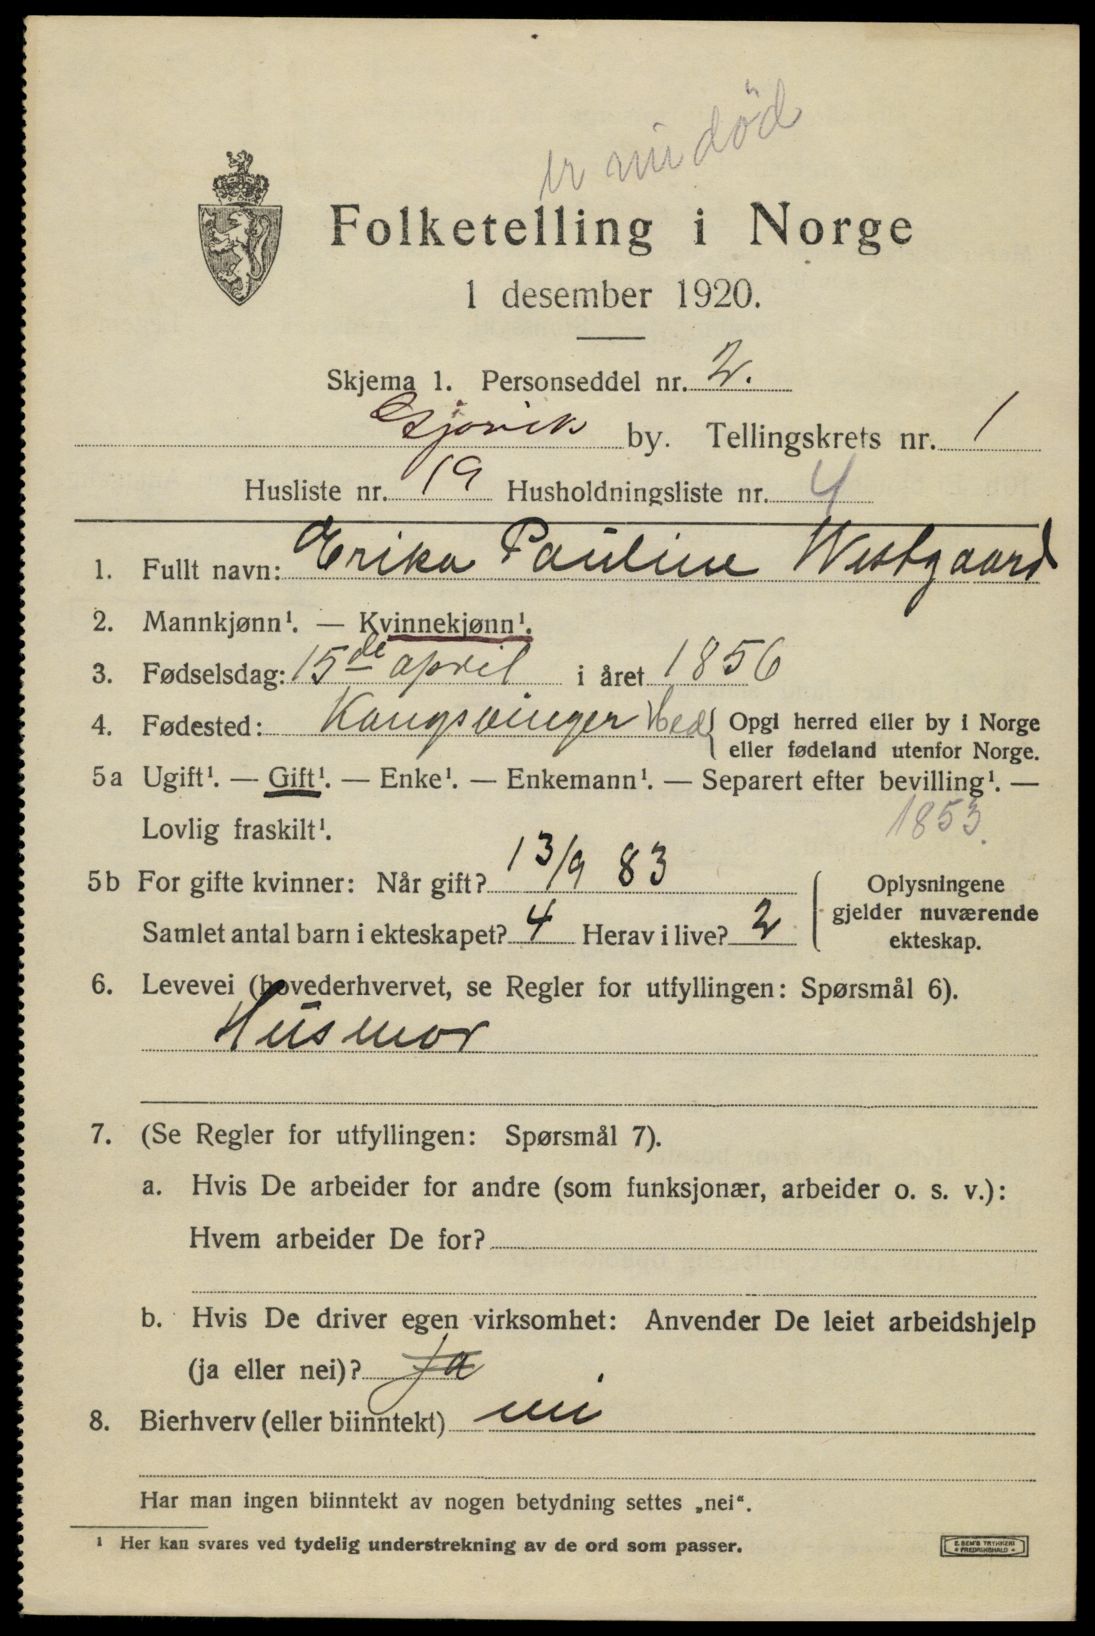 er nu død
Folketelling i Norge
1 desember 1920.
Skjema 1. Personseddel nr. 2.
Gjøvik by. Tellingskrets nr. 1
Husliste nr. 19 Husholdningsliste nr. 4
1. Fullt navn: Erika Pauline Westgaard
2. Mannkjønn¹. — Kvinnekjønn¹.
3. Fødselsdag: 15de april i året 1856
4. Fødested: Kongsvinger Hed { Opgi herred eller by i Norge
eller fødeland utenfor Norge.
5a Ugift¹. — Gift¹. — Enke¹. — Enkemann¹. — Separert efter bevilling¹. —
Lovlig fraskilt¹. 1853.
5b For gifte kvinner: Når gift? 13/9 83
Samlet antal barn i ekteskapet? 4 Herav i live? 2
( Oplysningene
gjelder nuværende
ekteskap.
6. Levevei (hovederhvervet, se Regler for utfyllingen: Spørsmål 6).
Husmor
7. (Se Regler for utfyllingen: Spørsmål 7).
a. Hvis De arbeider for andre (som funksjonær, arbeider o. s. v.):
Hvem arbeider De for?
b. Hvis De driver egen virksomhet: Anvender De leiet arbeidshjelp
(ja eller nei)? Ja
8. Bierhverv (eller biinntekt) nei
Har man ingen biinntekt av nogen betydning settes „nei“.
¹ Her kan svares ved tydelig understrekning av de ord som passer.
E. SEM'S TRYKKERI
FREDRIKSHALD